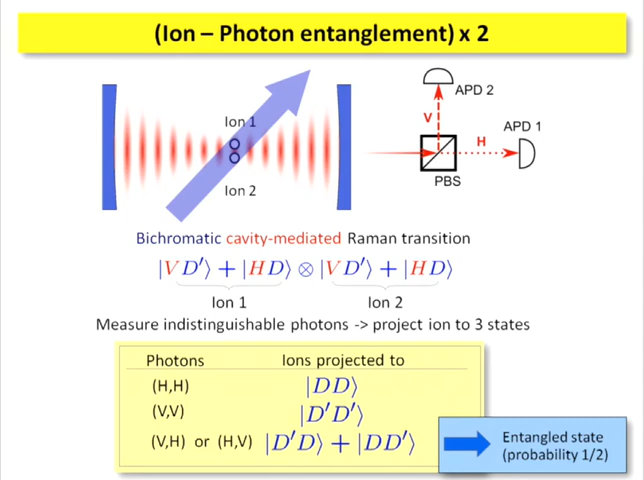 (Ion – Photon entanglement) x 2
APD 2
Ion 1
V
APD 1
H
PBS
Ion 2
Bichromatic cavity-mediated Raman transition
|VD′⟩ + |HD⟩ ⊗ |VD′⟩ + |HD⟩
Ion 1 Ion 2
Measure indistinguishable photons -> project ion to 3 states
Photons Ions projected to
(H,H) |DD⟩
(V,V) |D′D′⟩
(V,H) or (H,V) |D′D⟩ + |DD′⟩
Entangled state
(probability 1/2)